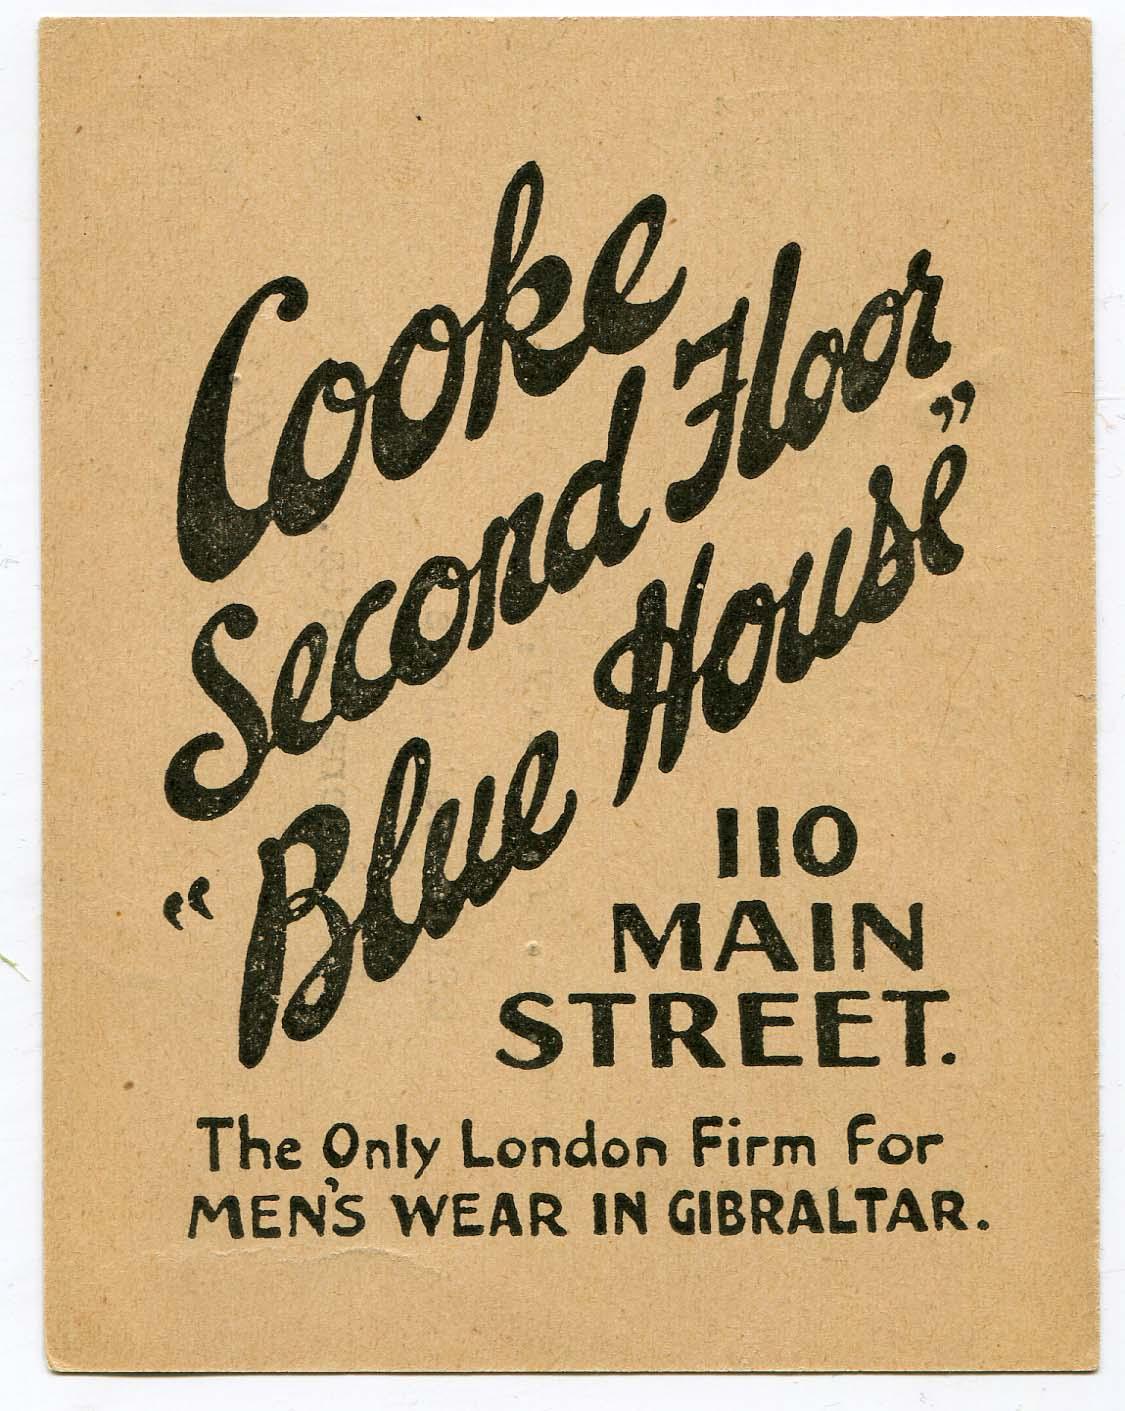 Cooke
Second Floor
"Blue House"
110
MAIN
STREET.
The Only London Firm For
MEN'S WEAR IN GIBRALTAR.